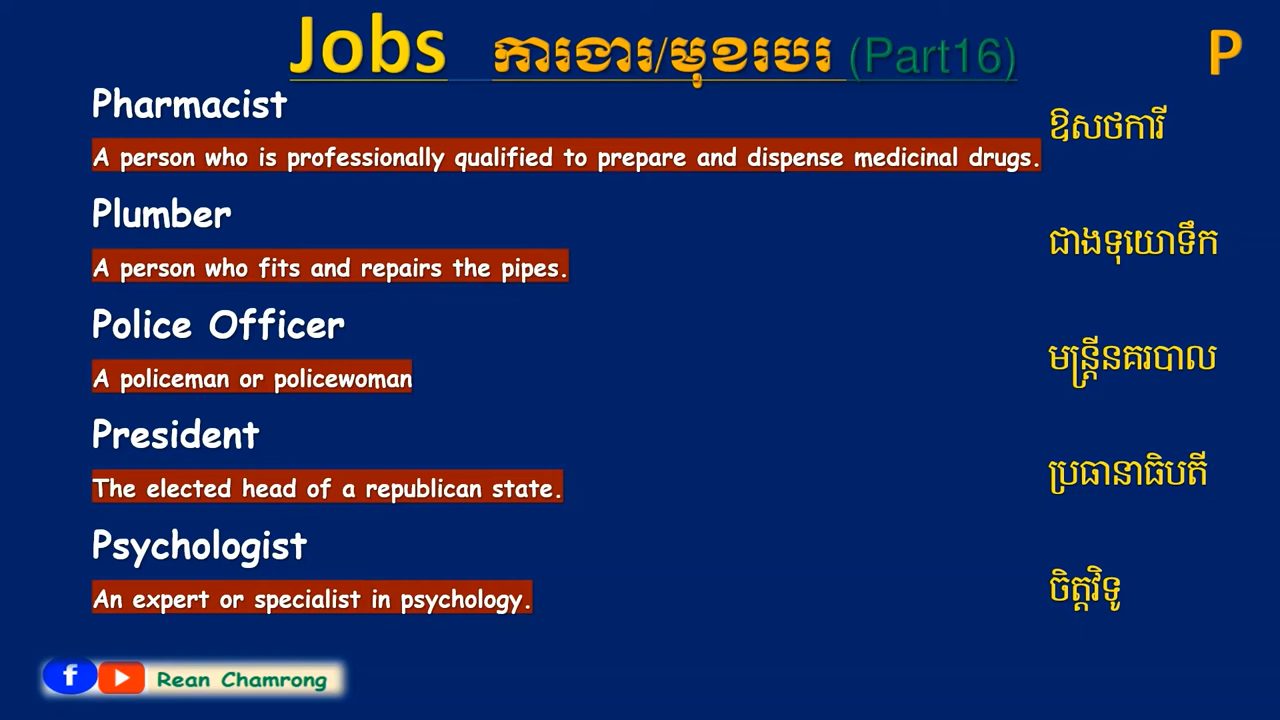 Jobs ការងារ/មុខរបរ (Part16) P
Pharmacist
ឱសថការី
A person who is professionally qualified to prepare and dispense medicinal drugs.
Plumber
ជាងទុយោទឹក
A person who fits and repairs the pipes.
Police Officer
មន្ត្រីនគរបាល
A policeman or policewoman
President
ប្រធានាធិបតី
The elected head of a republican state.
Psychologist
ចិត្តវិទូ
An expert or specialist in psychology.
f Rean Chamrong